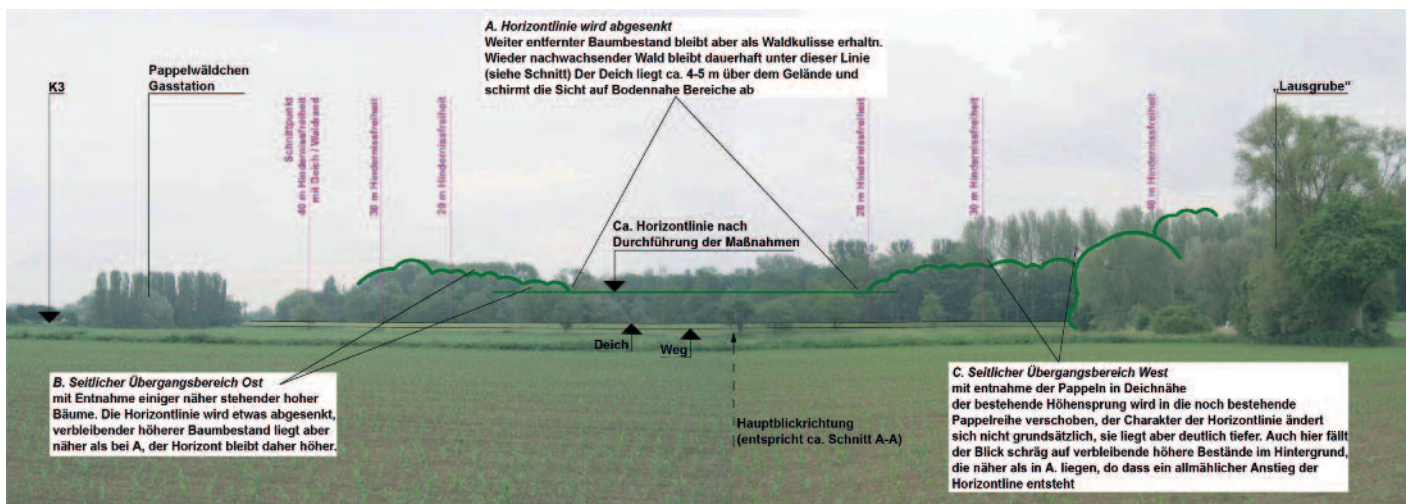 A. Horizontlinie wird abgesenkt
Weiter entfernter Baumbestand bleibt aber als Waldkulisse erhaltn.
Wieder nachwachsender Wald bleibt dauerhaft unter dieser Linie
(siehe Schnitt) Der Deich liegt ca. 4-5 m über dem Gelände und
schirmt die Sicht auf Bodennahe Bereiche ab
K3
Pappelwäldchen
Gasstation
„Lausgrube“
Schnittpunkt
40 m Hindernissfreiheit
mit Deich / Waldrand
30 m Hindernissfreiheit
20 m Hindernissfreiheit
20 m Hindernissfreiheit
30 m Hindernissfreiheit
40 m Hindernissfreiheit
Ca. Horizontlinie nach
Durchführung der Maßnahmen
Deich
Weg
B. Seitlicher Übergangsbereich Ost
mit Entnahme einiger näher stehender hoher
Bäume. Die Horizontlinie wird etwas abgesenkt,
verbleibender höherer Baumbestand liegt aber
näher als bei A, der Horizont bleibt daher höher.
Hauptblickrichtung
(entspricht ca. Schnitt A-A)
C. Seitlicher Übergangsbereich West
mit entnahme der Pappeln in Deichnähe
der bestehende Höhensprung wird in die noch bestehende
Pappelreihe verschoben, der Charakter der Horizontlinie ändert
sich nicht grundsätzlich, sie liegt aber deutlich tiefer. Auch hier fällt
der Blick schräg auf verbleibende höhere Bestände im Hintergrund,
die näher als in A. liegen, do dass ein allmählicher Anstieg der
Horizontline entsteht